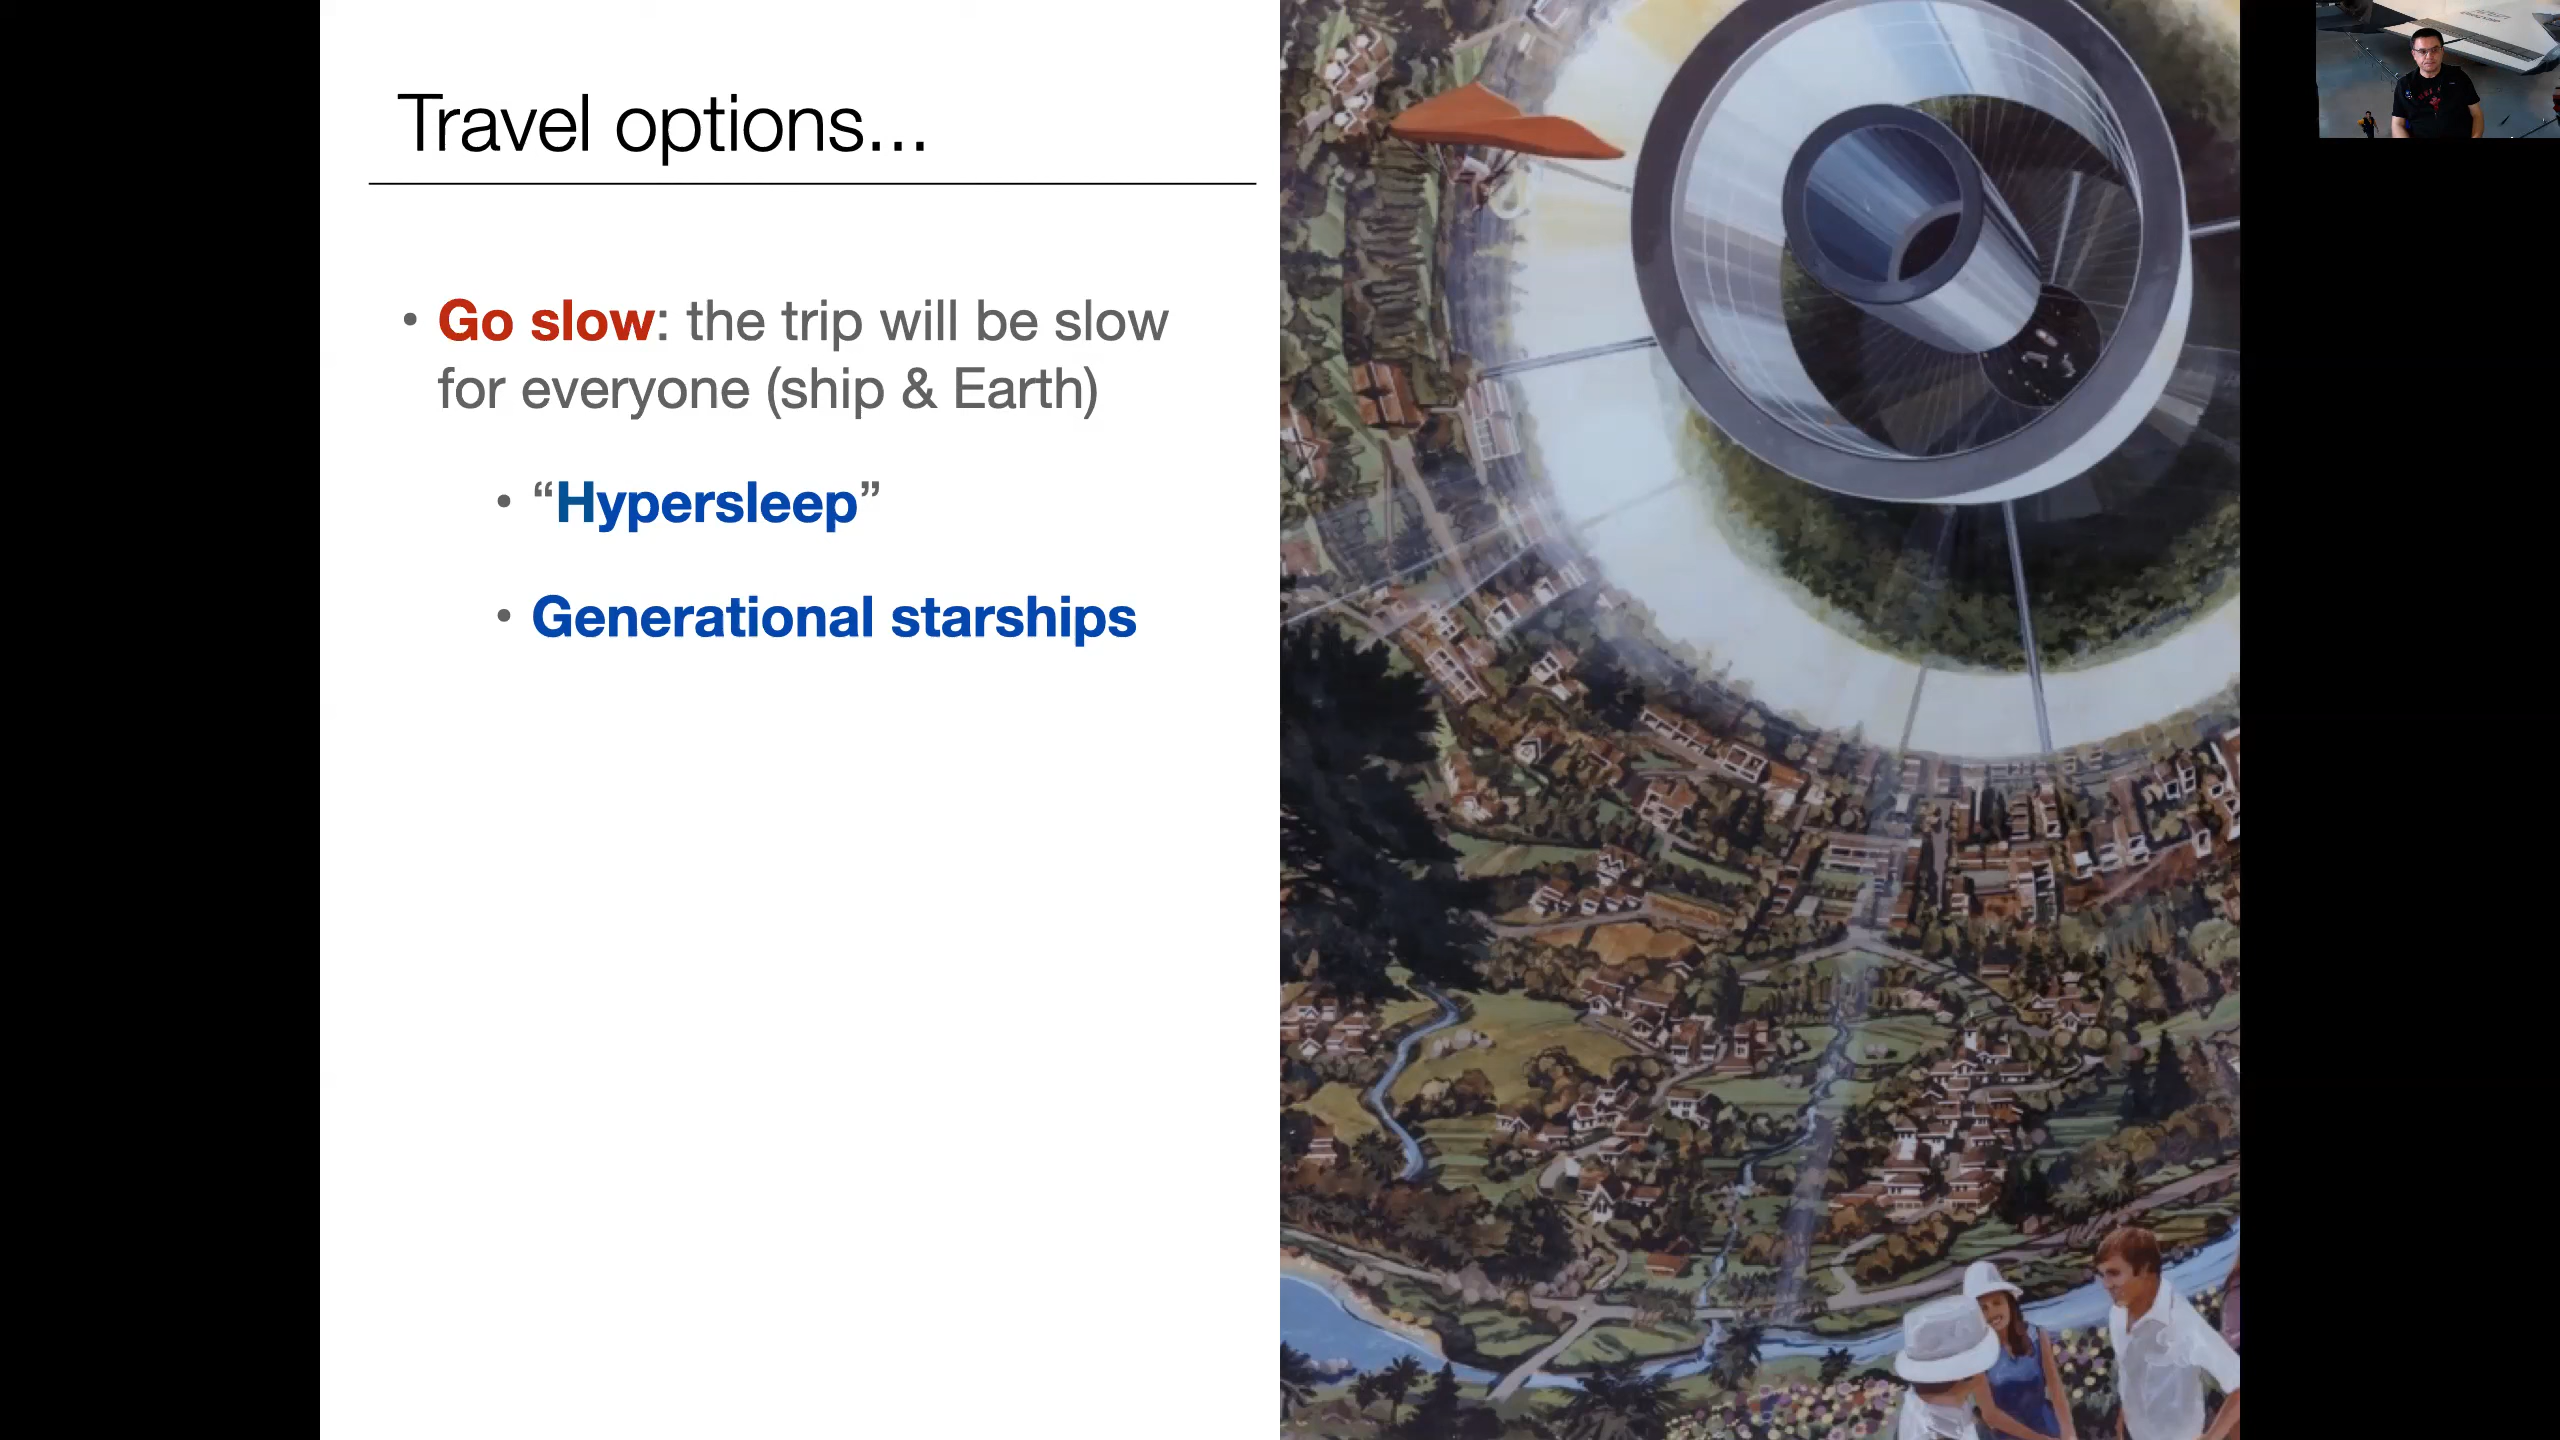 Travel options...
• Go slow: the trip will be slow
for everyone (ship & Earth)
• “Hypersleep”
• Generational starships